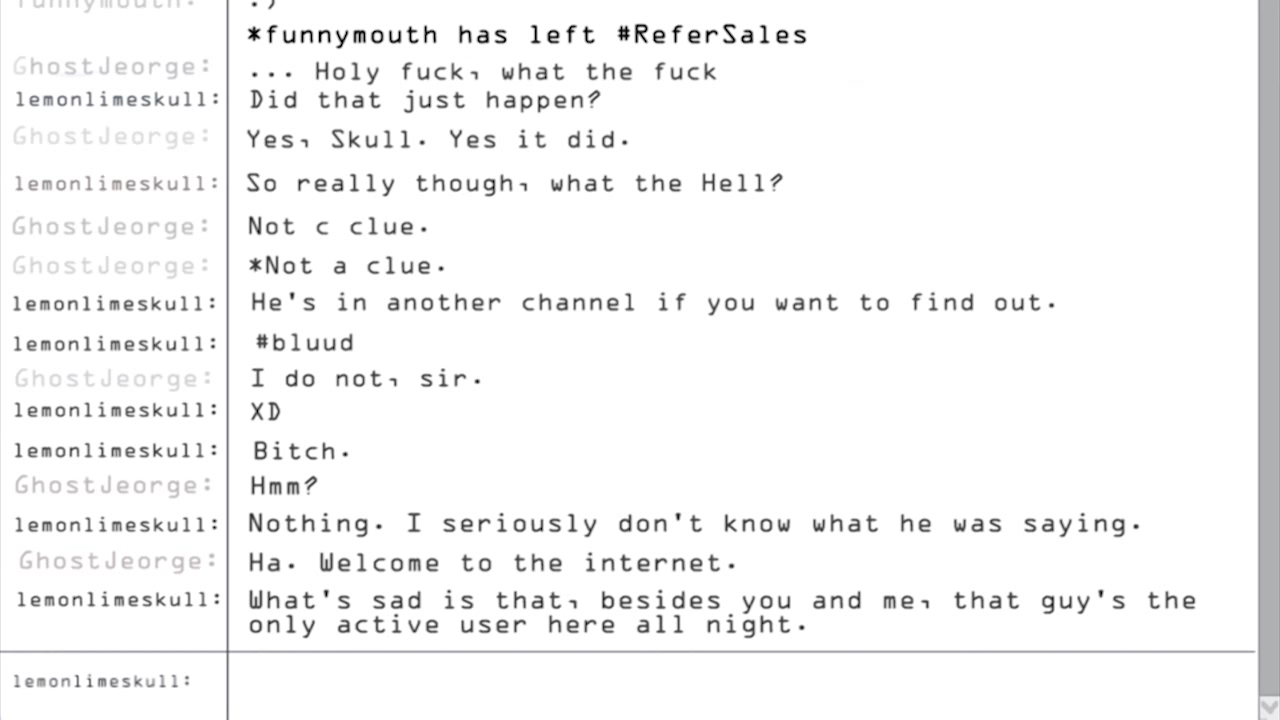 funnymouth: :)
*funnymouth has left #ReferSales
GhostJeorge: ... Holy fuck, what the fuck
lemonlimeskull: Did that just happen?
GhostJeorge: Yes, Skull. Yes it did.
lemonlimeskull: So really though, what the Hell?
GhostJeorge: Not c clue.
GhostJeorge: *Not a clue.
lemonlimeskull: He's in another channel if you want to find out.
lemonlimeskull: #bluud
GhostJeorge: I do not, sir.
lemonlimeskull: XD
lemonlimeskull: Bitch.
GhostJeorge: Hmm?
lemonlimeskull: Nothing. I seriously don't know what he was saying.
GhostJeorge: Ha. Welcome to the internet.
lemonlimeskull: What's sad is that, besides you and me, that guy's the
only active user here all night.
lemonlimeskull: